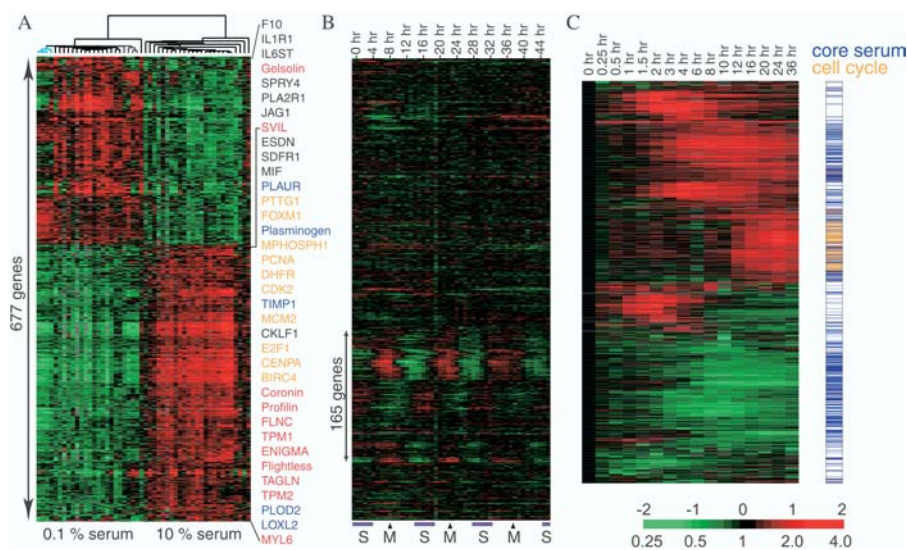 A
F10
IL1R1
IL6ST
Gelsolin
SPRY4
PLA2R1
JAG1
SVIL
ESDN
SDFR1
MIF
PLAUR
PTTG1
FOXM1
Plasminogen
MPHOSPH1
PCNA
DHFR
CDK2
TIMP1
MCM2
CKLF1
E2F1
CENPA
BIRC4
Coronin
Profilin
FLNC
TPM1
ENIGMA
Flightless
TAGLN
TPM2
PLOD2
LOXL2
MYL6
677 genes
0.1 % serum 10 % serum
B
-0 hr
-4 hr
-8 hr
-12 hr
-16 hr
-20 hr
-24 hr
-28 hr
-32 hr
-36 hr
-40 hr
-44 hr
165 genes
S M S M S M S
C
0 hr
0.25 hr
0.5 hr
1 hr
1.5 hr
2 hr
3 hr
4 hr
6 hr
8 hr
10 hr
12 hr
16 hr
20 hr
24 hr
36 hr
core serum
cell cycle
-2 -1 0 1 2
0.25 0.5 1 2.0 4.0